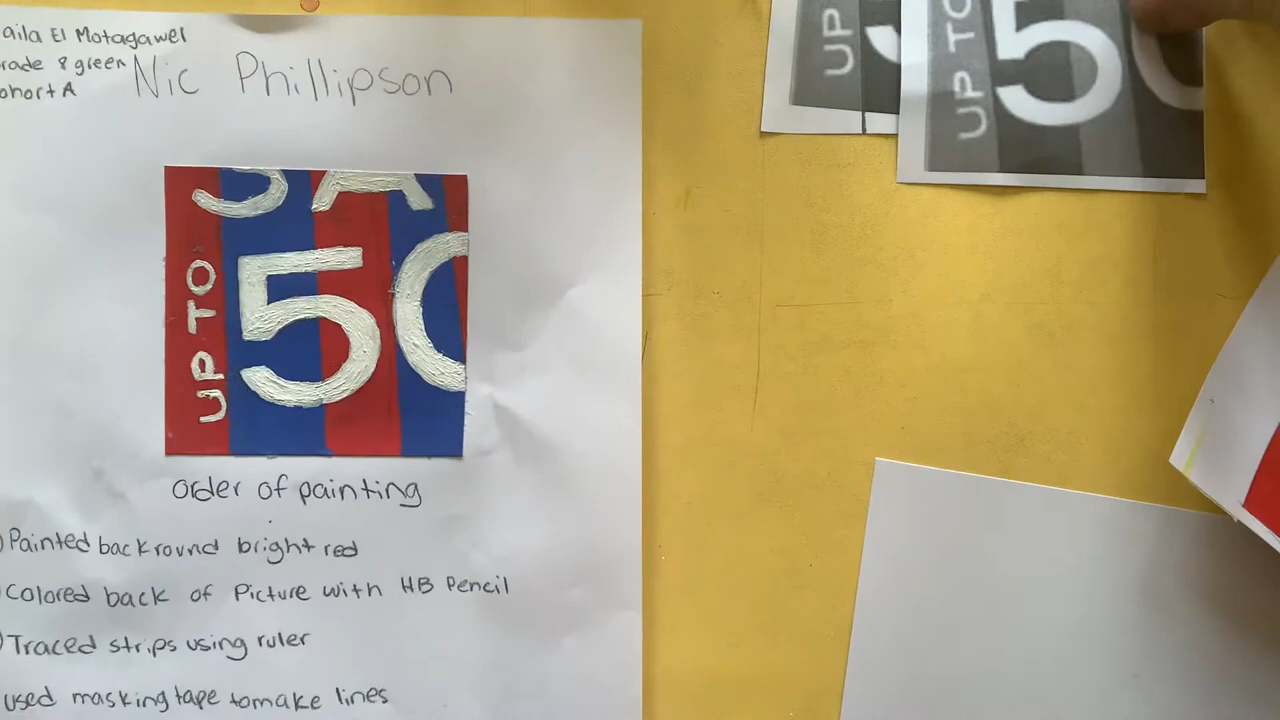 aila El Motagawel
rade 8 green
ohort A
Nic Phillipson
SA
UP TO
50
order of painting
Painted backround bright red
Colored back of Picture with HB Pencil
Traced strips using ruler
used masking tape to make lines
UP
UP TO
50